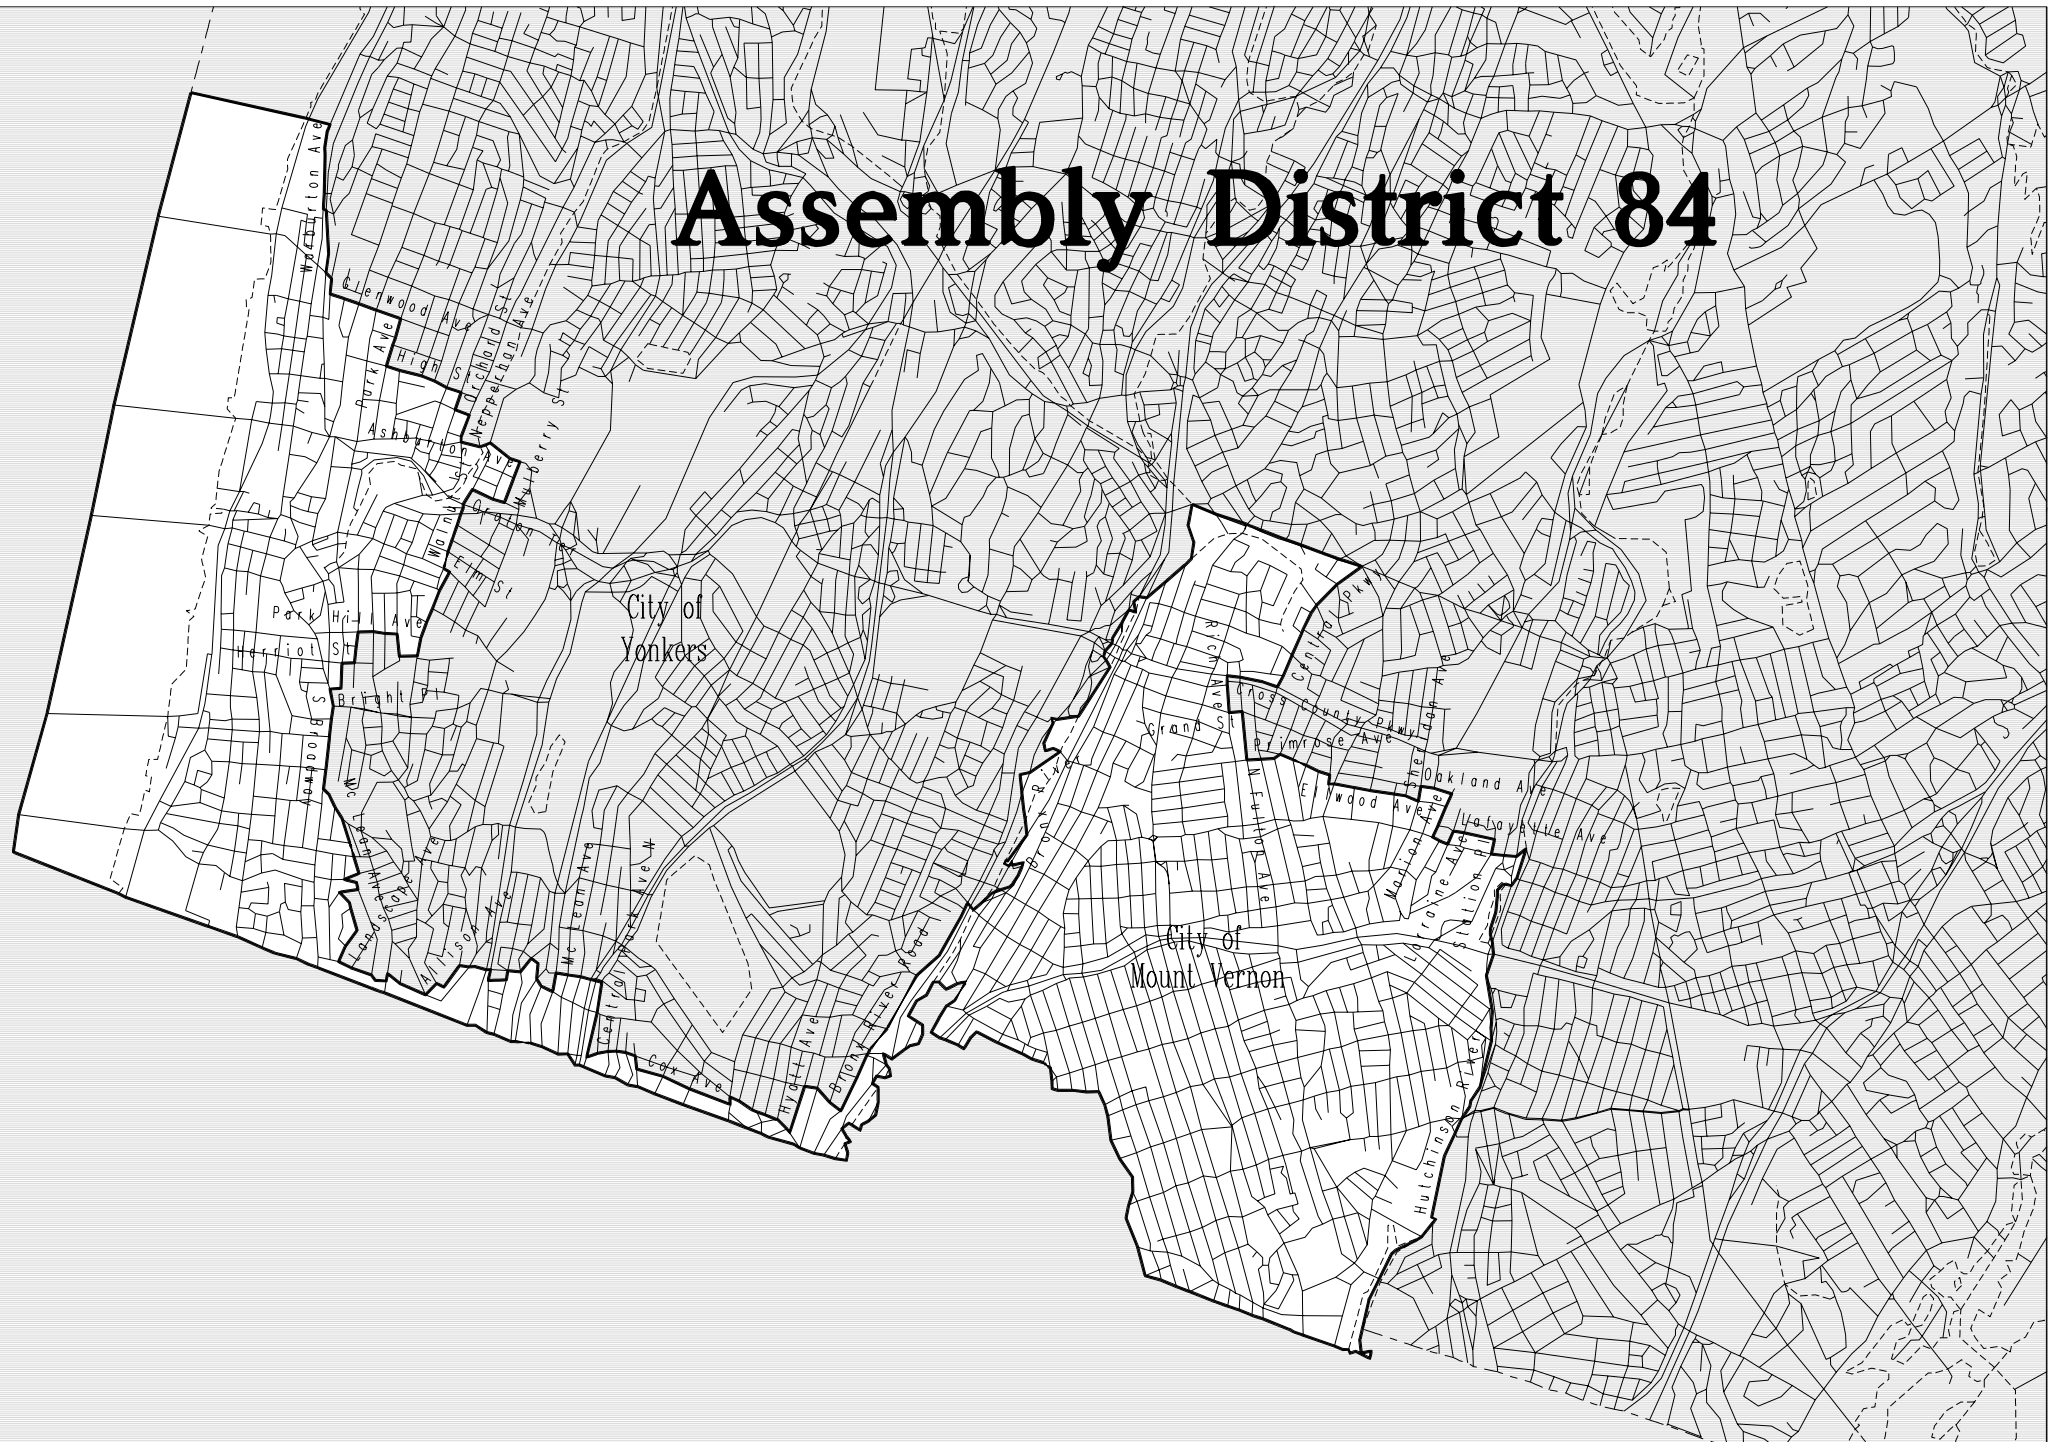 Assembly District 84
Warburton Ave
Warburton Ave
Glenwood Ave
Park Ave
High St
Orchard St
Nepperhan Ave
Mulberry St
Ashburton Ave
Croton Ter
Elm St
City of
Yonkers
Park Hill Ave
Herriot St
Bright Pl
S Broadway
Mc Lean Ave
Landscape Ave
Allison Ave
Mc Lean Ave
Central Park Ave N
Cox Ave
Hyatt Ave
Bronx River Road
Bronx River
Central Pkwy
Rich Ave
Cross County Pkwy
Grand St
Primrose Ave
Sheldon Ave
Oakland Ave
Ellwood Ave
Lafayette Ave
N Fulton Ave
Marion Ave
Lorraine Ave
Station Pl
City of
Mount Vernon
Hutchinson River